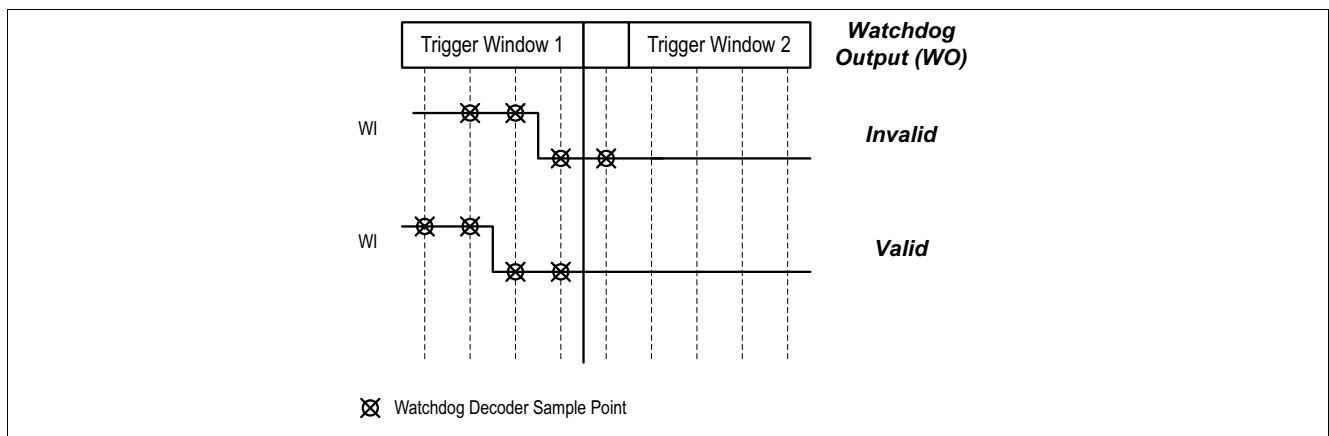 Trigger Window 1
Trigger Window 2
Watchdog
Output (WO)
WI
Invalid
WI
Valid
Watchdog Decoder Sample Point